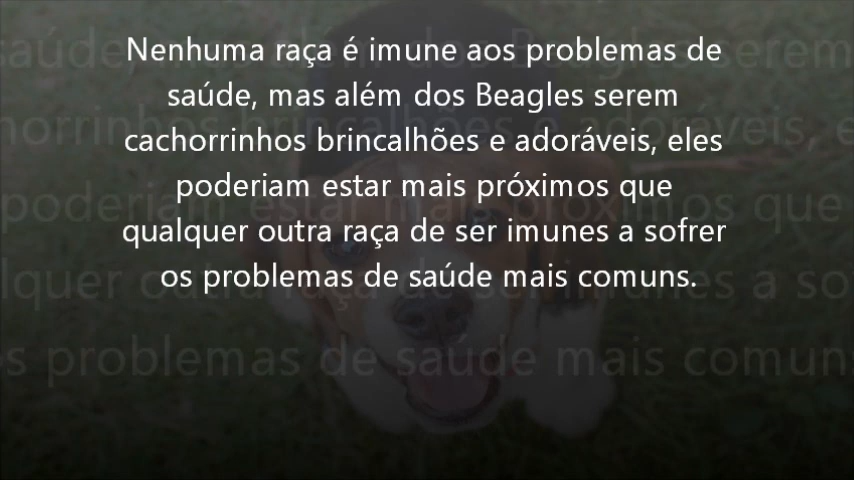 Nenhuma raça é imune aos problemas de
saúde, mas além dos Beagles serem
cachorrinhos brincalhões e adoráveis, eles
poderiam estar mais próximos que
qualquer outra raça de ser imunes a sofrer
os problemas de saúde mais comuns.